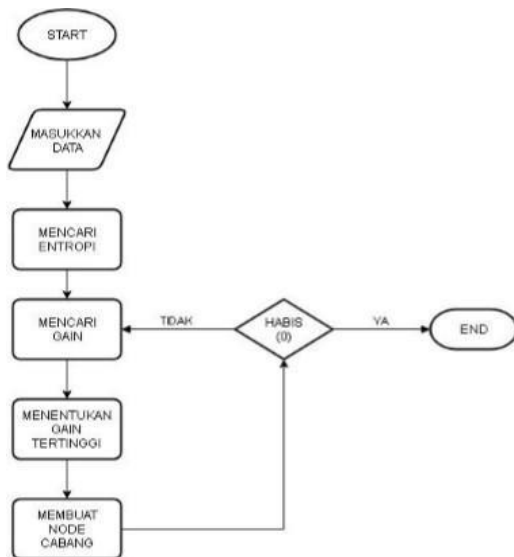 START
MASUKKAN
DATA
MENCARI
ENTROPI
MENCARI
GAIN
TIDAK
HABIS
(0)
YA
END
MENENTUKAN
GAIN
TERTINGGI
MEMBUAT
NODE
CABANG